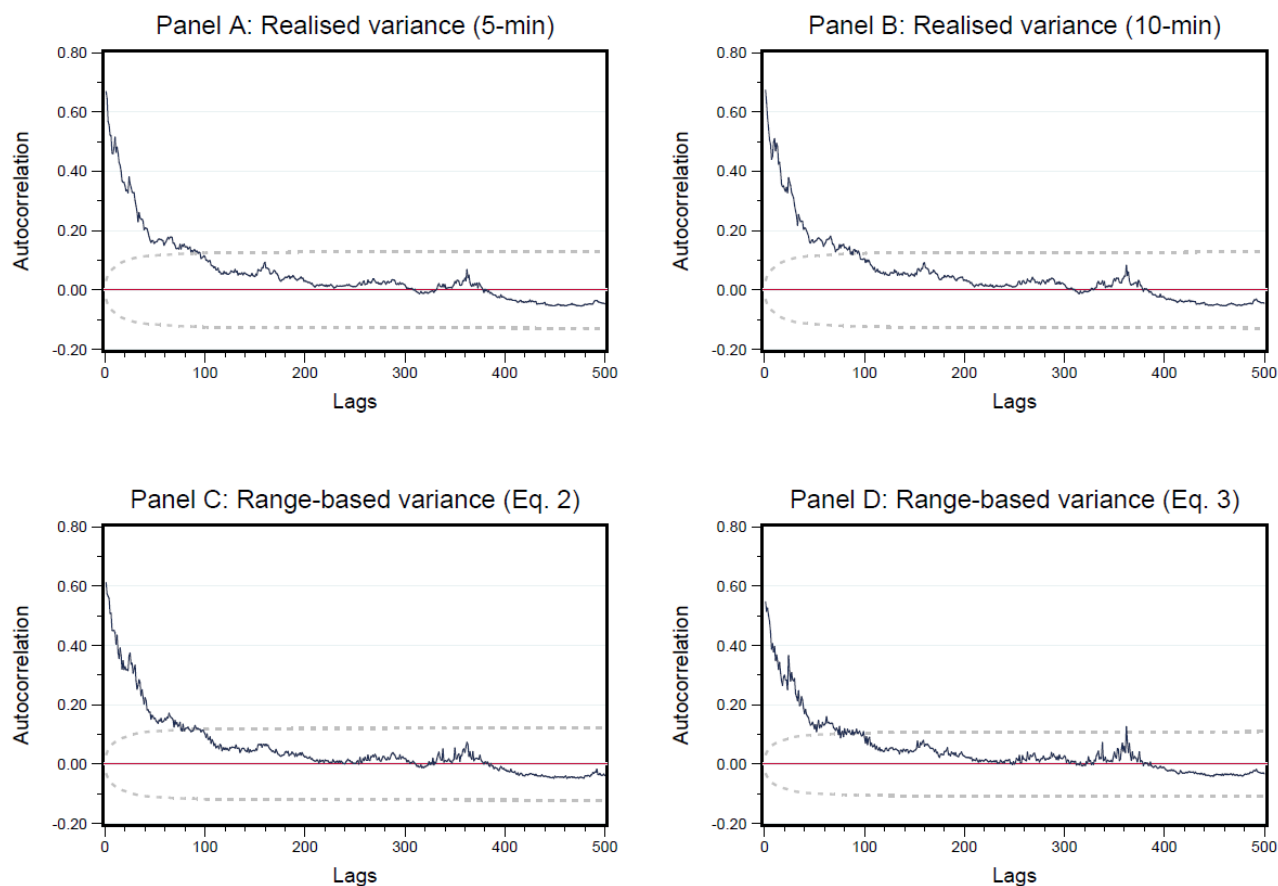 Panel A: Realised variance (5-min)
0.80
0.60
0.40
0.20
0.00
-0.20
Autocorrelation
0 100 200 300 400 500
Lags
Panel B: Realised variance (10-min)
0.80
0.60
0.40
0.20
0.00
-0.20
Autocorrelation
0 100 200 300 400 500
Lags
Panel C: Range-based variance (Eq. 2)
0.80
0.60
0.40
0.20
0.00
-0.20
Autocorrelation
0 100 200 300 400 500
Lags
Panel D: Range-based variance (Eq. 3)
0.80
0.60
0.40
0.20
0.00
-0.20
Autocorrelation
0 100 200 300 400 500
Lags